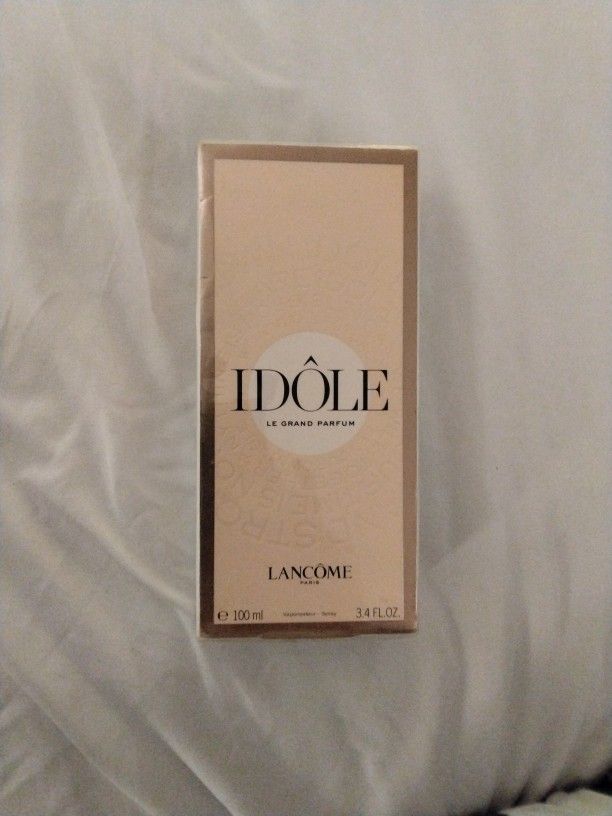 IDÔLE
LE GRAND PARFUM
LANCÔME
PARIS
℮ 100 ml Vaporisateur - Spray 3.4 FL.OZ.